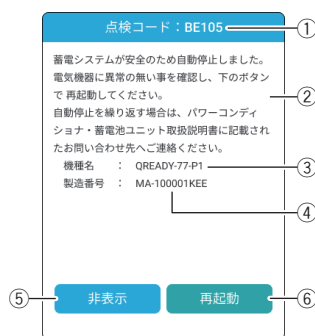 点検コード：BE105
①
蓄電システムが安全のため自動停止しました。
電気機器に異常の無い事を確認し、下のボタン
で 再起動してください。
②
自動停止を繰り返す場合は、パワーコンディ
ショナ・蓄電池ユニット取扱説明書に記載され
たお問い合わせ先へご連絡ください。
機種名 ： QREADY-77-P1
③
製造番号 ： MA-100001KEE
④
⑤
非表示
再起動
⑥